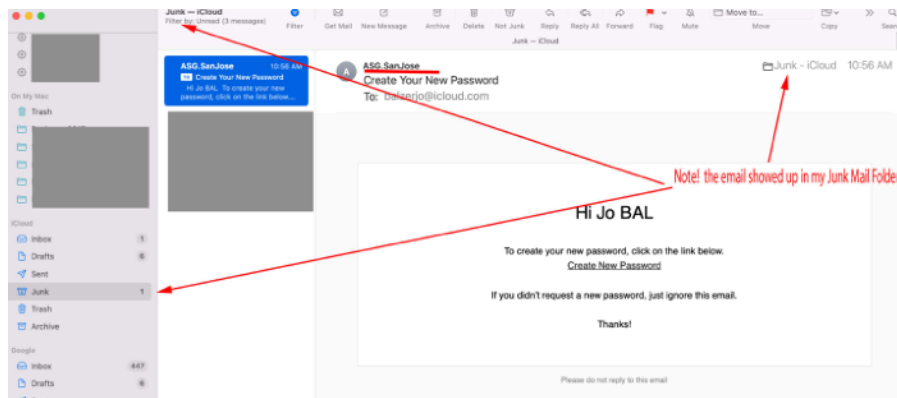 Junk — iCloud
Filter by: Unread (3 messages)
Filter
Get Mail New Message Archive Delete Not Junk Reply Reply All Forward Flag Mute Move to... Move Copy
Junk — iCloud
On My Mac
Trash
iCloud
Inbox 1
Drafts 6
Sent
Junk 1
Trash
Archive
Google
Inbox 447
Drafts 6
ASG.SanJose 10:56 AM
Create Your New Password
Hi Jo BAL To create your new
password, click on the link below....
A
ASG.SanJose
Create Your New Password
To: balzerjo@icloud.com
Junk - iCloud 10:56 AM
Note! the email showed up in my Junk Mail Folder
Hi Jo BAL
To create your new password, click on the link below.
Create New Password
If you didn't request a new password, just ignore this email.
Thanks!
Please do not reply to this email